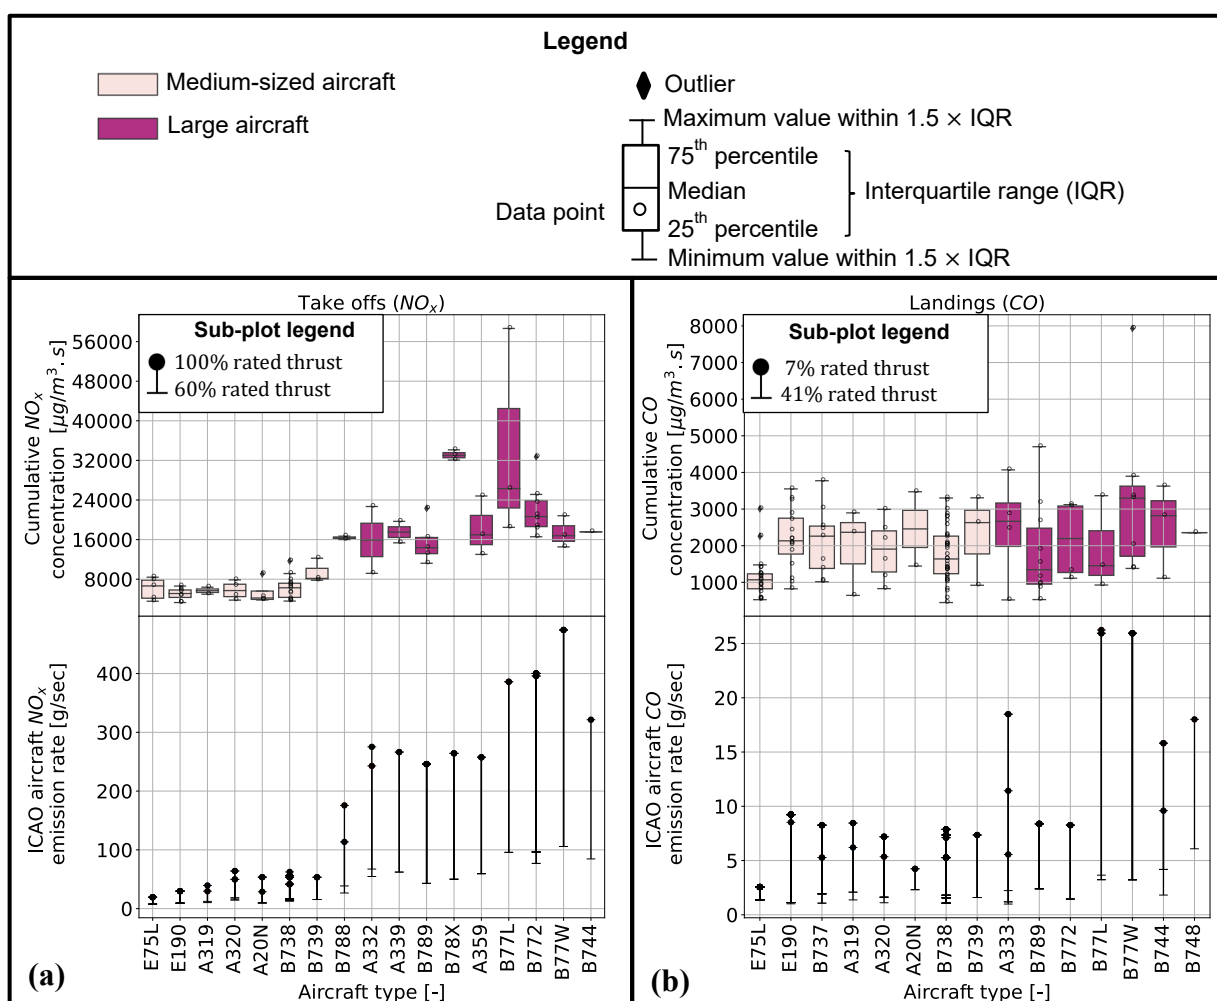 Legend
Medium-sized aircraft
Large aircraft
Outlier
Maximum value within 1.5 × IQR
75th percentile
Median
Interquartile range (IQR)
Data point
25th percentile
Minimum value within 1.5 × IQR
Take offs (NOx)
Sub-plot legend
100% rated thrust
60% rated thrust
Cumulative NOx
concentration [μg/m³. s]
56000
48000
40000
32000
24000
16000
8000
ICAO aircraft NOx
emission rate [g/sec]
400
300
200
100
0
E75L
E190
A319
A320
A20N
B738
B739
B788
A332
A339
B789
B78X
A359
B77L
B772
B77W
B744
(a)
Aircraft type [-]
Landings (CO)
Sub-plot legend
7% rated thrust
41% rated thrust
Cumulative CO
concentration [μg/m³. s]
8000
7000
6000
5000
4000
3000
2000
1000
ICAO aircraft CO
emission rate [g/sec]
25
20
15
10
5
0
E75L
E190
B737
A319
A320
A20N
B738
B739
A333
B789
B772
B77L
B77W
B744
B748
(b)
Aircraft type [-]